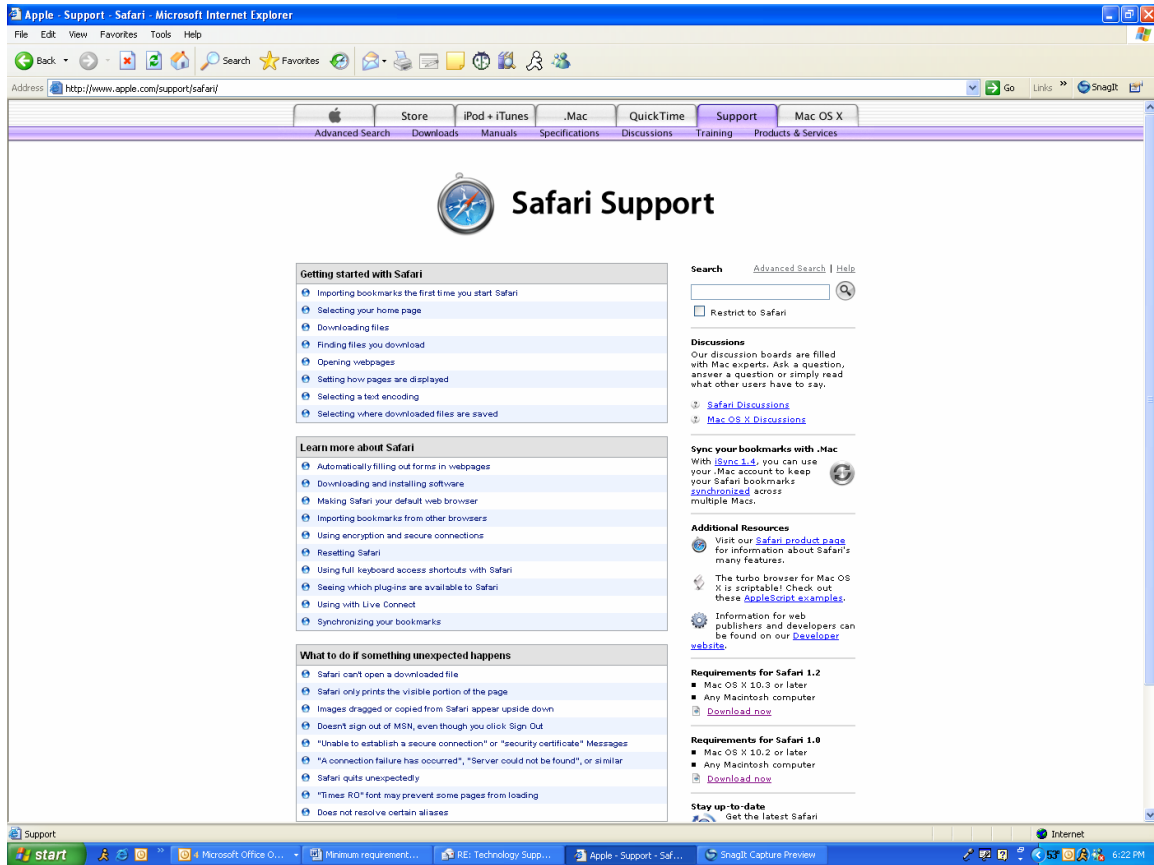 Apple - Support - Safari - Microsoft Internet Explorer
File Edit View Favorites Tools Help
Back Search Favorites
Address http://www.apple.com/support/safari/ Go Links » SnagIt
Store iPod + iTunes .Mac QuickTime Support Mac OS X
Advanced Search Downloads Manuals Specifications Discussions Training Products & Services
Safari Support
Getting started with Safari
Importing bookmarks the first time you start Safari
Selecting your home page
Downloading files
Finding files you download
Opening webpages
Setting how pages are displayed
Selecting a text encoding
Selecting where downloaded files are saved
Learn more about Safari
Automatically filling out forms in webpages
Downloading and installing software
Making Safari your default web browser
Importing bookmarks from other browsers
Using encryption and secure connections
Resetting Safari
Using full keyboard access shortcuts with Safari
Seeing which plug-ins are available to Safari
Using with Live Connect
Synchronizing your bookmarks
What to do if something unexpected happens
Safari can't open a downloaded file
Safari only prints the visible portion of the page
Images dragged or copied from Safari appear upside down
Doesn't sign out of MSN, even though you click Sign Out
"Unable to establish a secure connection" or "security certificate" Messages
"A connection failure has occurred", "Server could not be found", or similar
Safari quits unexpectedly
"Times RO" font may prevent some pages from loading
Does not resolve certain aliases
Search Advanced Search | Help
Restrict to Safari
Discussions
Our discussion boards are filled
with Mac experts. Ask a question,
answer a question or simply read
what other users have to say.
Safari Discussions
Mac OS X Discussions
Sync your bookmarks with .Mac
With iSync 1.4, you can use
your .Mac account to keep
your Safari bookmarks
synchronized across
multiple Macs.
Additional Resources
Visit our Safari product page
for information about Safari's
many features.
The turbo browser for Mac OS
X is scriptable! Check out
these AppleScript examples.
Information for web
publishers and developers can
be found on our Developer
website.
Requirements for Safari 1.2
Mac OS X 10.3 or later
Any Macintosh computer
Download now
Requirements for Safari 1.0
Mac OS X 10.2 or later
Any Macintosh computer
Download now
Stay up-to-date
Get the latest Safari
Support Internet
start » 4 Microsoft Office O... Minimum requirement... RE: Technology Supp... Apple - Support - Saf... SnagIt Capture Preview 53° 6:22 PM